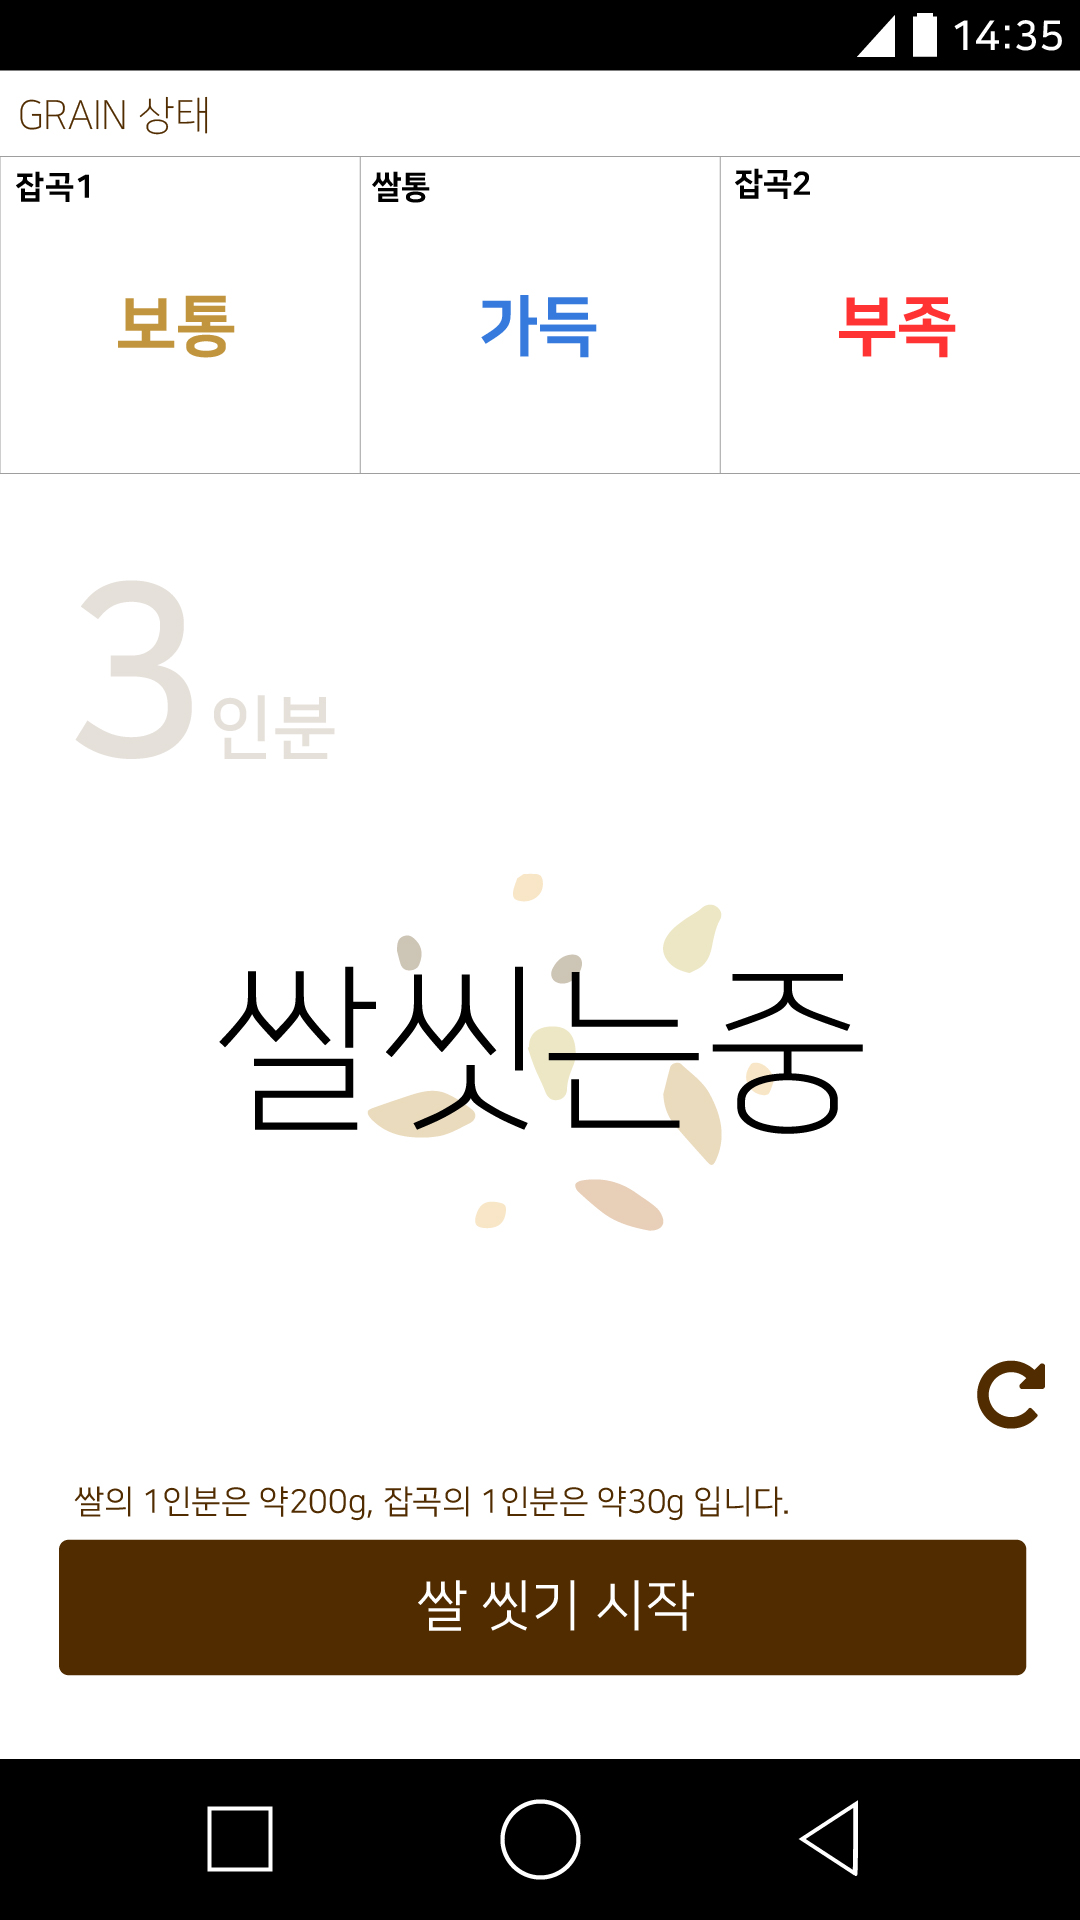 14:35
GRAIN 상태
잡곡1
쌀통
잡곡2
보통
가득
부족
3인분
쌀씻는중
쌀의 1인분은 약200g, 잡곡의 1인분은 약30g 입니다.
쌀 씻기 시작